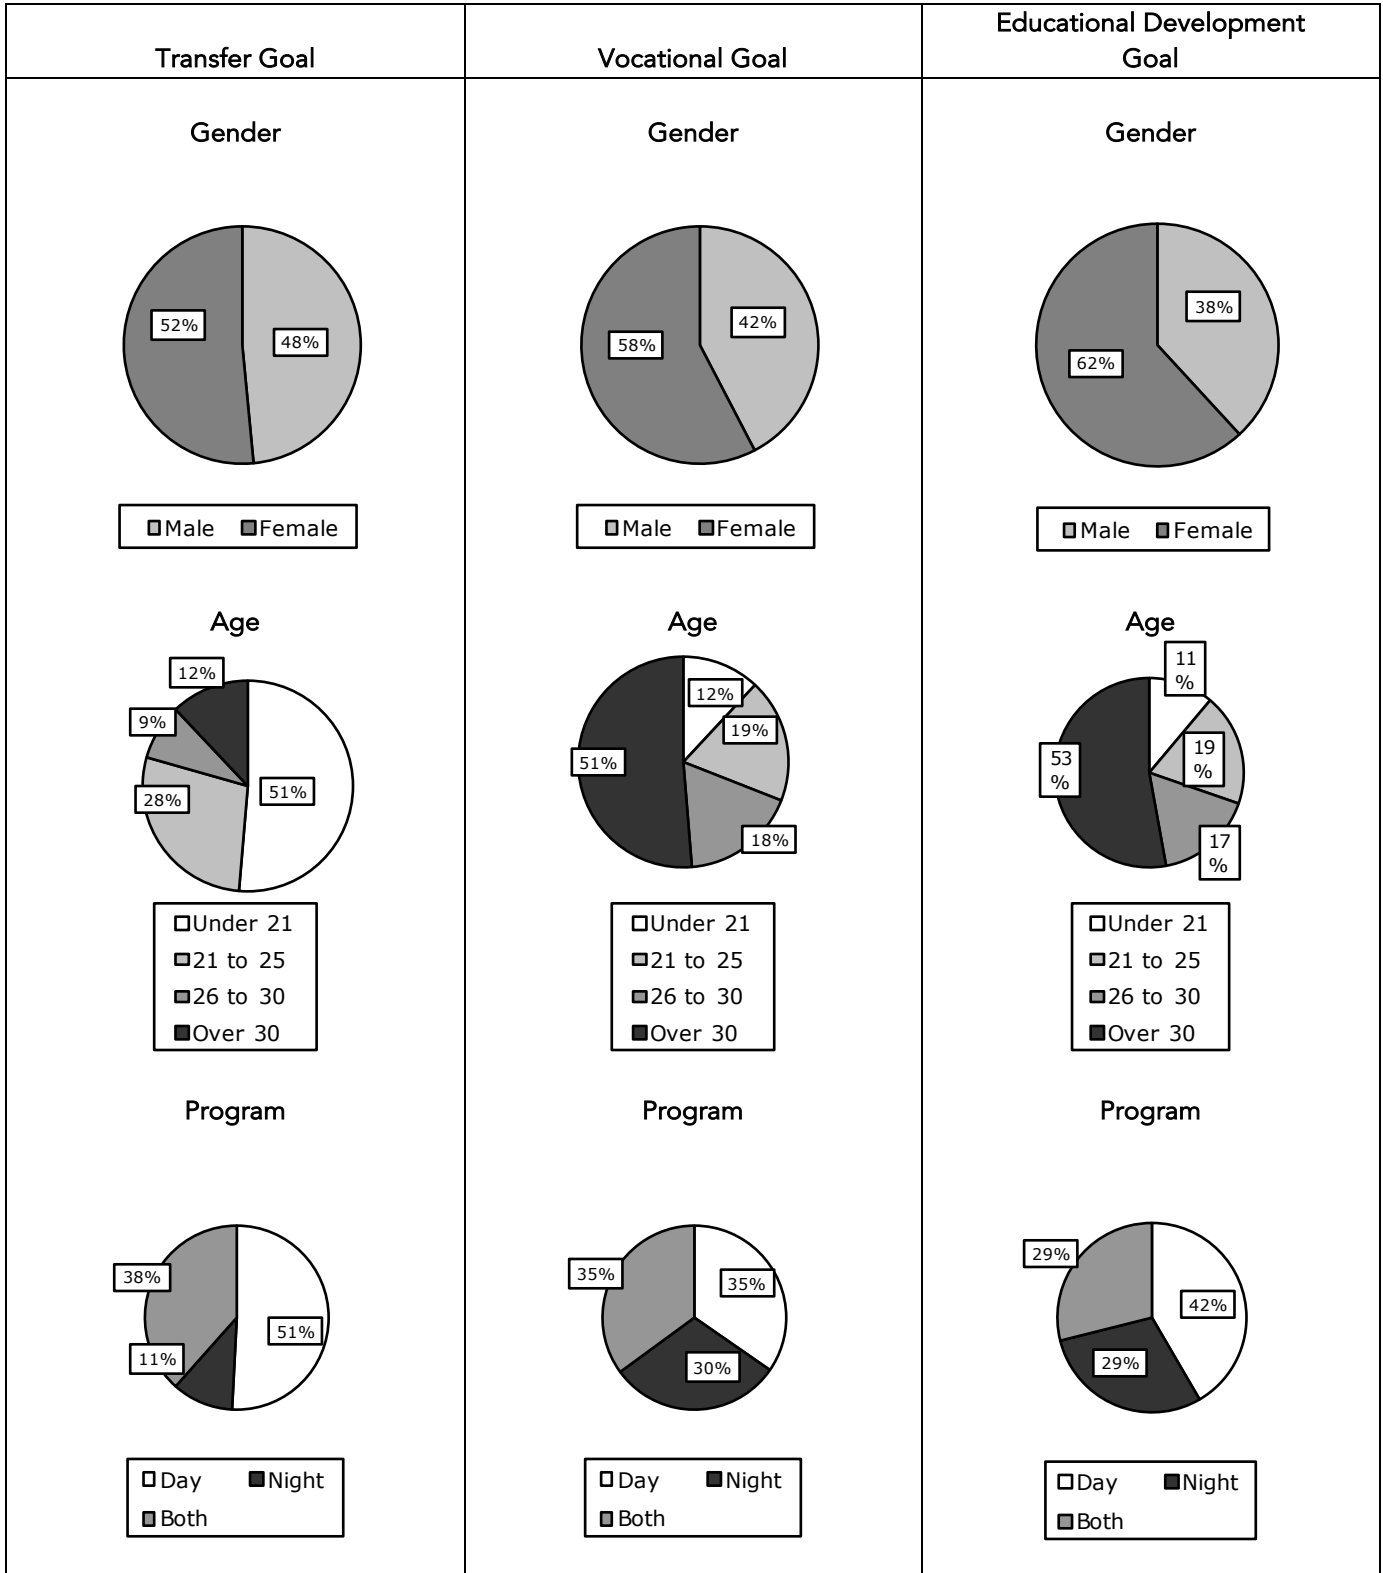 Transfer Goal
Vocational Goal
Educational Development
Goal
Gender
Gender
Gender
52%
48%
58%
42%
62%
38%
Male Female
Male Female
Male Female
Age
Age
Age
12%
9%
28%
51%
12%
19%
51%
18%
11
%
19
%
53
%
17
%
Under 21
21 to 25
26 to 30
Over 30
Under 21
21 to 25
26 to 30
Over 30
Under 21
21 to 25
26 to 30
Over 30
Program
Program
Program
38%
51%
11%
35%
35%
30%
29%
42%
29%
Day Night
Both
Day Night
Both
Day Night
Both